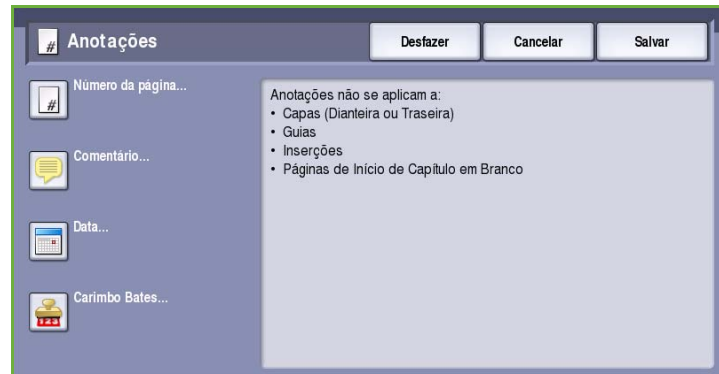 Anotações
Desfazer
Cancelar
Salvar
Número da página...
Comentário...
Data...
Carimbo Bates...
Anotações não se aplicam a:
• Capas (Dianteira ou Traseira)
• Guias
• Inserções
• Páginas de Início de Capítulo em Branco